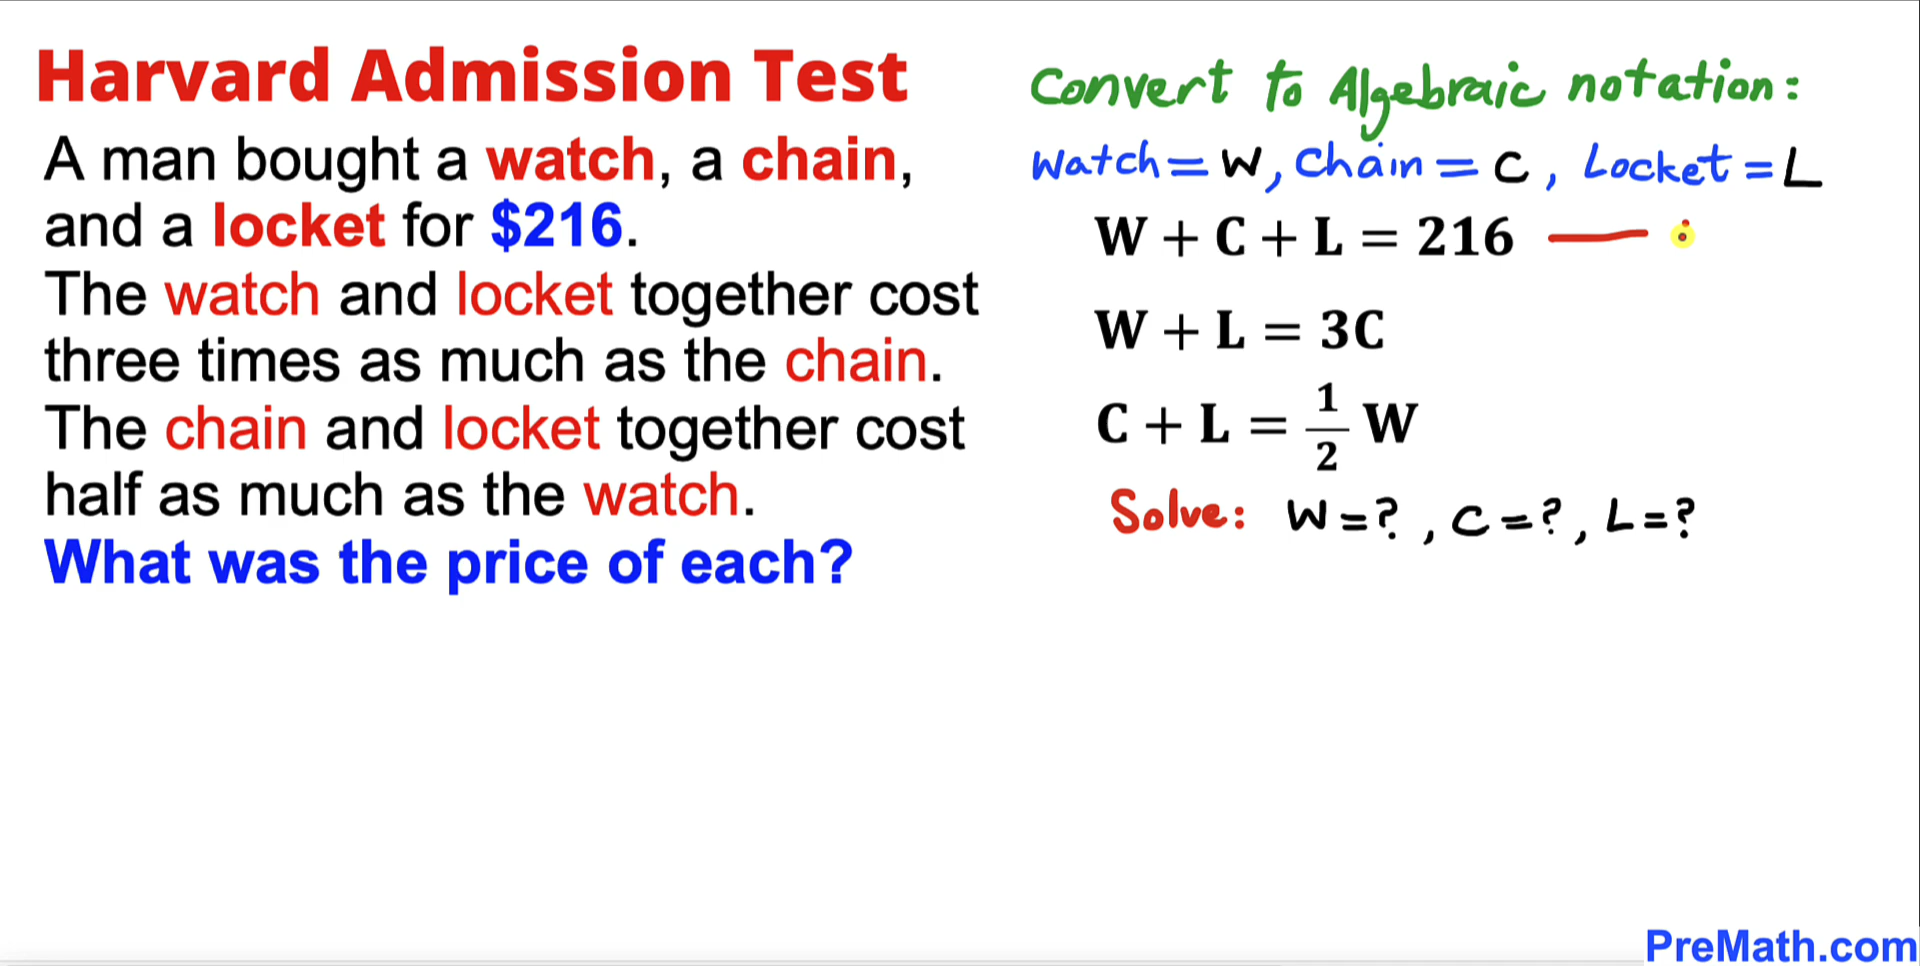 Harvard Admission Test
A man bought a watch, a chain,
and a locket for $216.
The watch and locket together cost
three times as much as the chain.
The chain and locket together cost
half as much as the watch.
What was the price of each?
Convert to Algebraic notation:
Watch = W, Chain = C, Locket = L
W + C + L = 216
W + L = 3C
C + L = 1/2 W
Solve: W = ? , C = ? , L = ?
PreMath.com